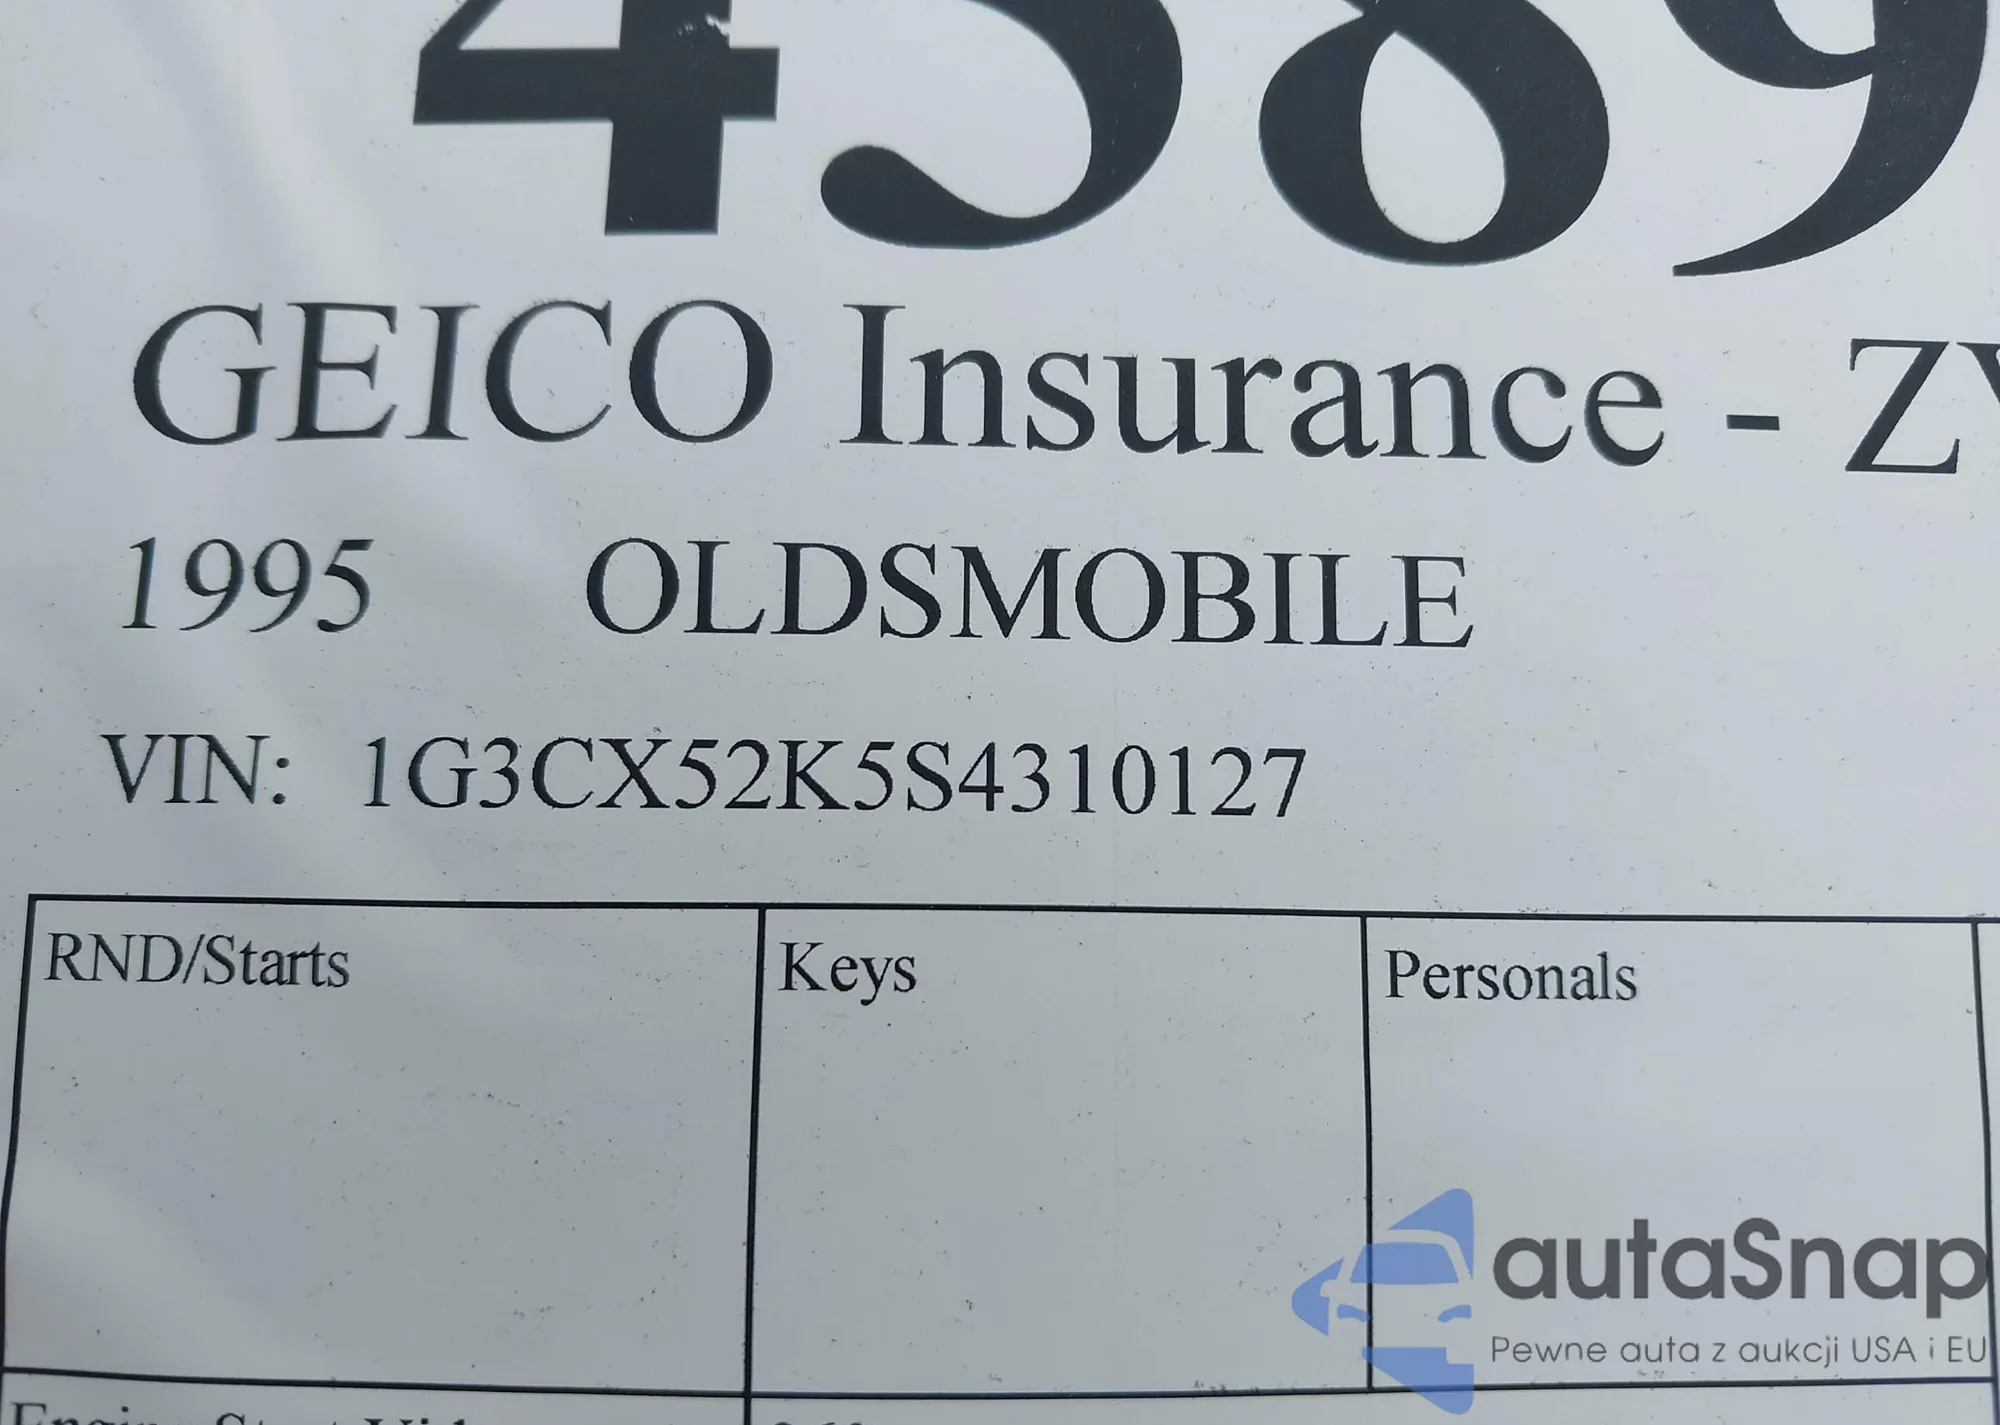 4589
GEICO Insurance - Z
1995 OLDSMOBILE
VIN: 1G3CX52K5S4310127
RND/Starts Keys Personals
autaSnap
Pewne auta z aukcji USA i EU